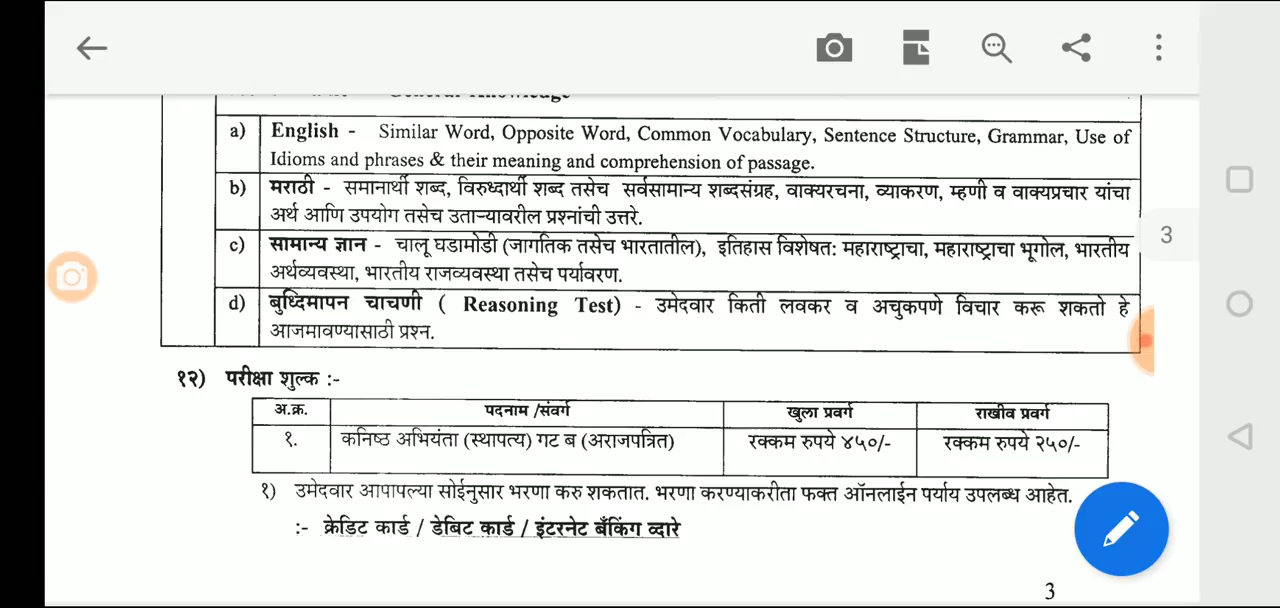 General Knowledge
a) English - Similar Word, Opposite Word, Common Vocabulary, Sentence Structure, Grammar, Use of
Idioms and phrases & their meaning and comprehension of passage.
b) मराठी - समानार्थी शब्द, विरुध्दार्थी शब्द तसेच सर्वसामान्य शब्दसंग्रह, वाक्यरचना, व्याकरण, म्हणी व वाक्यप्रचार यांचा
अर्थ आणि उपयोग तसेच उताऱ्यावरील प्रश्नांची उत्तरे.
3
c) सामान्य ज्ञान - चालू घडामोडी (जागतिक तसेच भारतातील), इतिहास विशेषत: महाराष्ट्राचा, महाराष्ट्राचा भूगोल, भारतीय
अर्थव्यवस्था, भारतीय राजव्यवस्था तसेच पर्यावरण.
d) बुध्दिमापन चाचणी ( Reasoning Test) - उमेदवार किती लवकर व अचुकपणे विचार करू शकतो हे
आजमावण्यासाठी प्रश्न.
१२) परीक्षा शुल्क :-
अ.क्र. पदनाम /संवर्ग खुला प्रवर्ग राखीव प्रवर्ग
१. कनिष्ठ अभियंता (स्थापत्य) गट ब (अराजपत्रित) रक्कम रुपये ४५०/- रक्कम रुपये २५०/-
१) उमेदवार आपापल्या सोईनुसार भरणा करु शकतात. भरणा करण्याकरीता फक्त ऑनलाईन पर्याय उपलब्ध आहेत.
:- क्रेडिट कार्ड / डेबिट कार्ड / इंटरनेट बँकिंग व्दारे
3